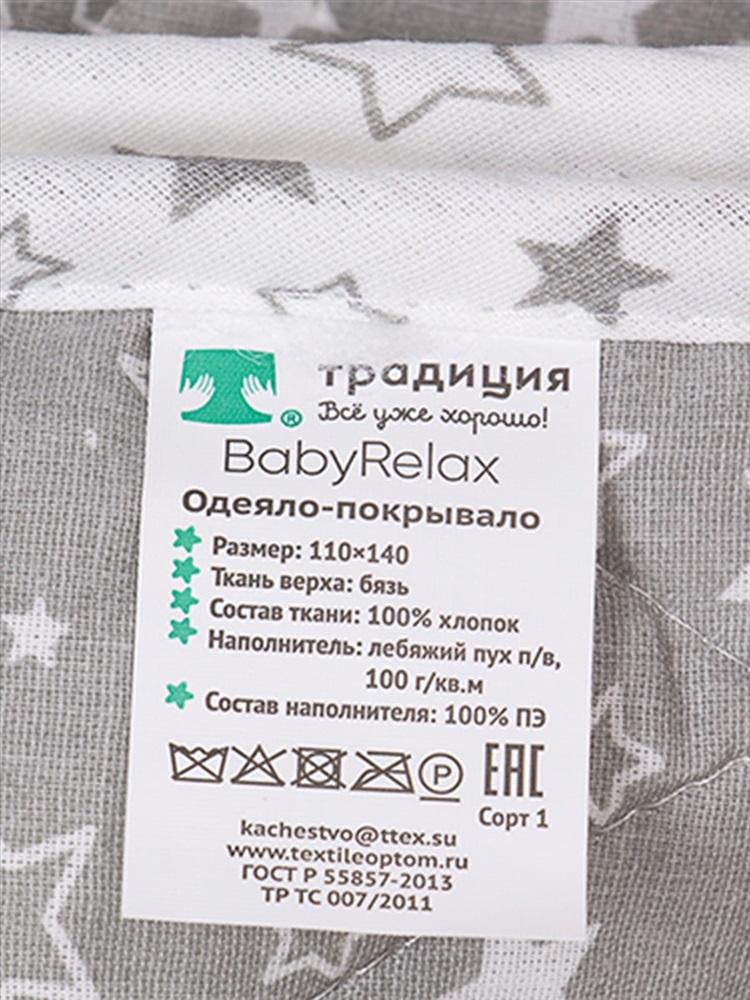 традиция
®
Всё уже хорошо!
BabyRelax
Одеяло-покрывало
Размер: 110×140
Ткань верха: бязь
Состав ткани: 100% хлопок
Наполнитель: лебяжий пух п/в,
100 г/кв.м
Состав наполнителя: 100% ПЭ
P
EAC
Сорт 1
kachestvo@ttex.su
www.textileoptom.ru
ГОСТ Р 55857-2013
ТР ТС 007/2011